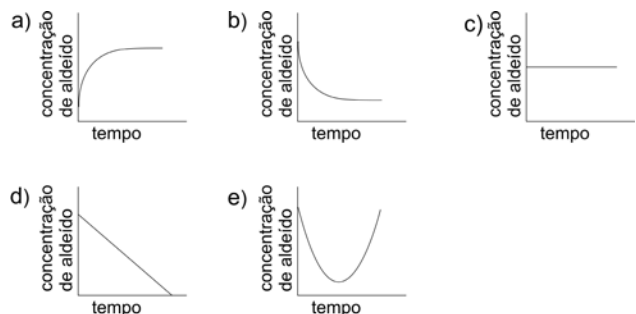 a)
concentração
de aldeído
tempo
b)
concentração
de aldeído
tempo
c)
concentração
de aldeído
tempo
d)
concentração
de aldeído
tempo
e)
concentração
de aldeído
tempo